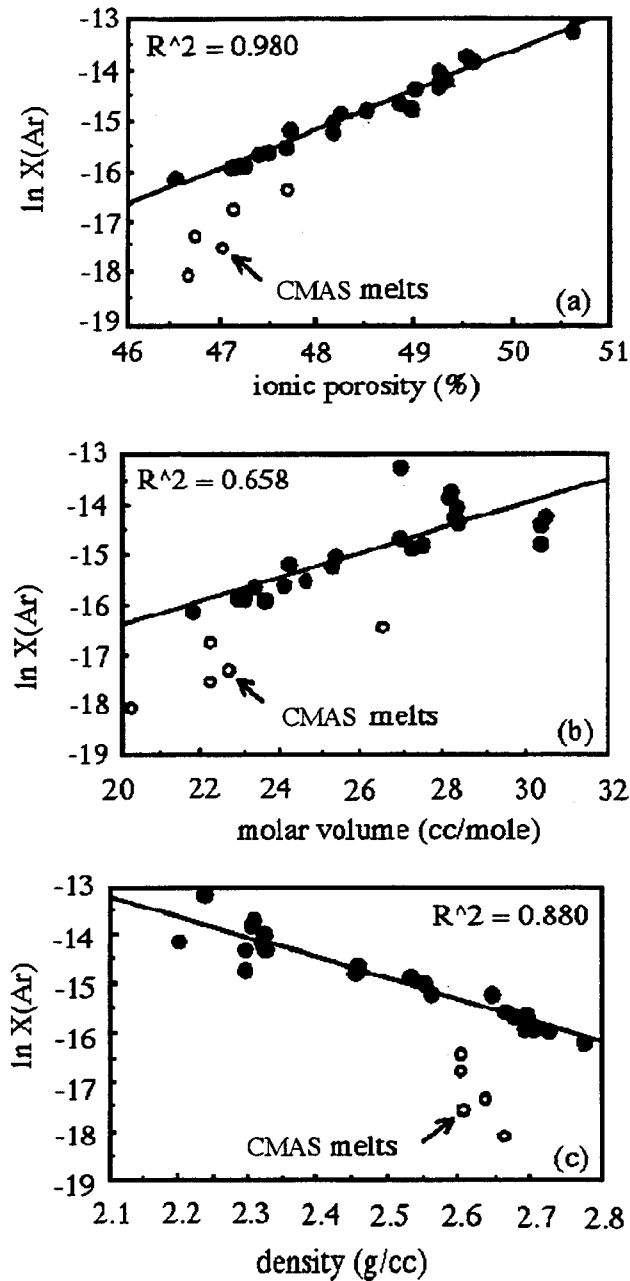 R^2 = 0.980
-13
-14
-15
-16
-17
-18
-19
ln X(Ar)
CMAS melts
(a)
46 47 48 49 50 51
ionic porosity (%)
R^2 = 0.658
-13
-14
-15
-16
-17
-18
-19
ln X(Ar)
CMAS melts
(b)
20 22 24 26 28 30 32
molar volume (cc/mole)
R^2 = 0.880
-13
-14
-15
-16
-17
-18
-19
ln X(Ar)
CMAS melts
(c)
2.1 2.2 2.3 2.4 2.5 2.6 2.7 2.8
density (g/cc)